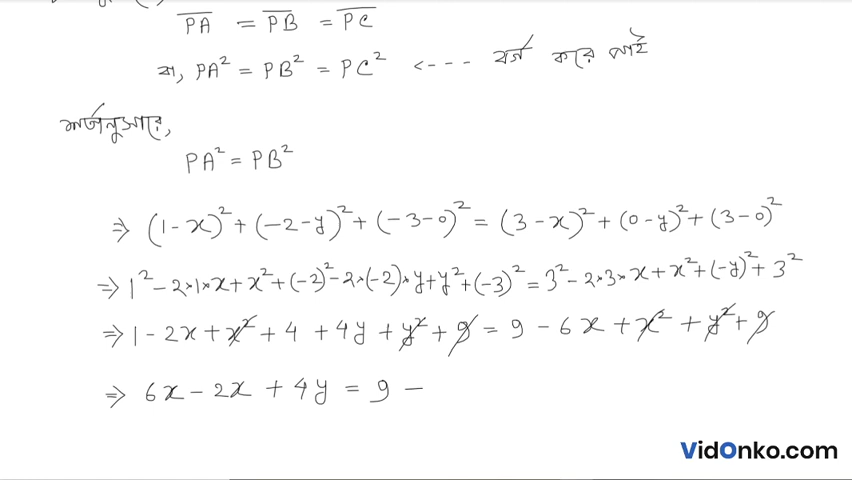 PA = PB = PC
বা, PA² = PB² = PC² <--- বর্গ করে পাই
শর্তানুসারে,
PA² = PB²
⇒ (1-x)² + (-2-y)² + (-3-0)² = (3-x)² + (0-y)² + (3-0)²
⇒ 1² - 2×1×x + x² + (-2)² - 2×(-2)×y + y² + (-3)² = 3² - 2×3×x + x² + (-y)² + 3²
⇒ 1 - 2x + x² + 4 + 4y + y² + 9 = 9 - 6x + x² + y² + 9
⇒ 6x - 2x + 4y = 9 -
VidOnko.com